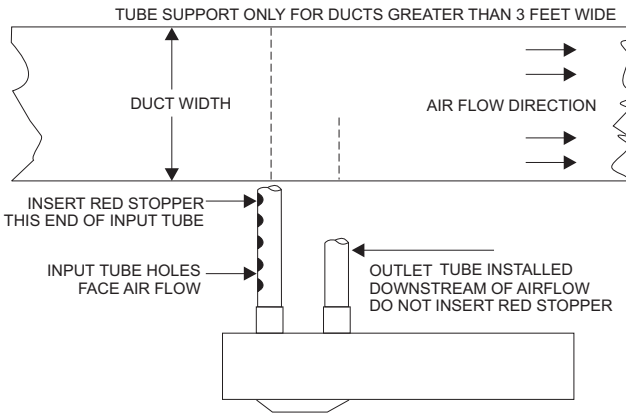 TUBE SUPPORT ONLY FOR DUCTS GREATER THAN 3 FEET WIDE
DUCT WIDTH
AIR FLOW DIRECTION
INSERT RED STOPPER
THIS END OF INPUT TUBE
INPUT TUBE HOLES
FACE AIR FLOW
OUTLET TUBE INSTALLED
DOWNSTREAM OF AIRFLOW
DO NOT INSERT RED STOPPER